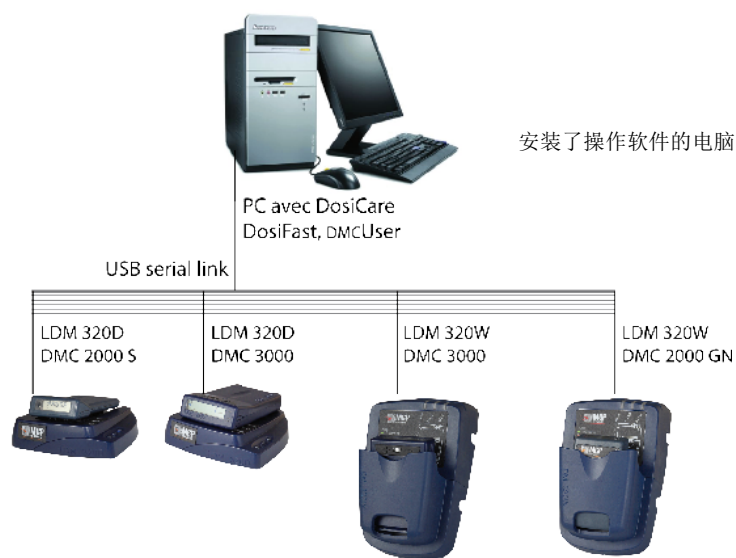 安装了操作软件的电脑
PC avec DosiCare
DosiFast, DMCUser
USB serial link
LDM 320D
DMC 2000 S
LDM 320D
DMC 3000
LDM 320W
DMC 3000
LDM 320W
DMC 2000 GN